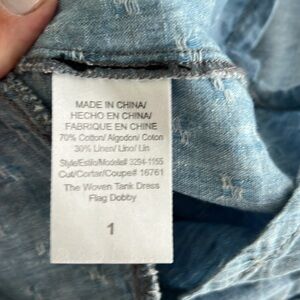 MADE IN CHINA/
HECHO EN CHINA/
FABRIQUE EN CHINE
70% Cotton/ Algodon/ Coton
30% Linen/ Lino/ Lin
Style/Estilo/Modele# 3254-1155
Cut/Cortar/Coupe# 16761
The Woven Tank Dress
Flag Dobby
1